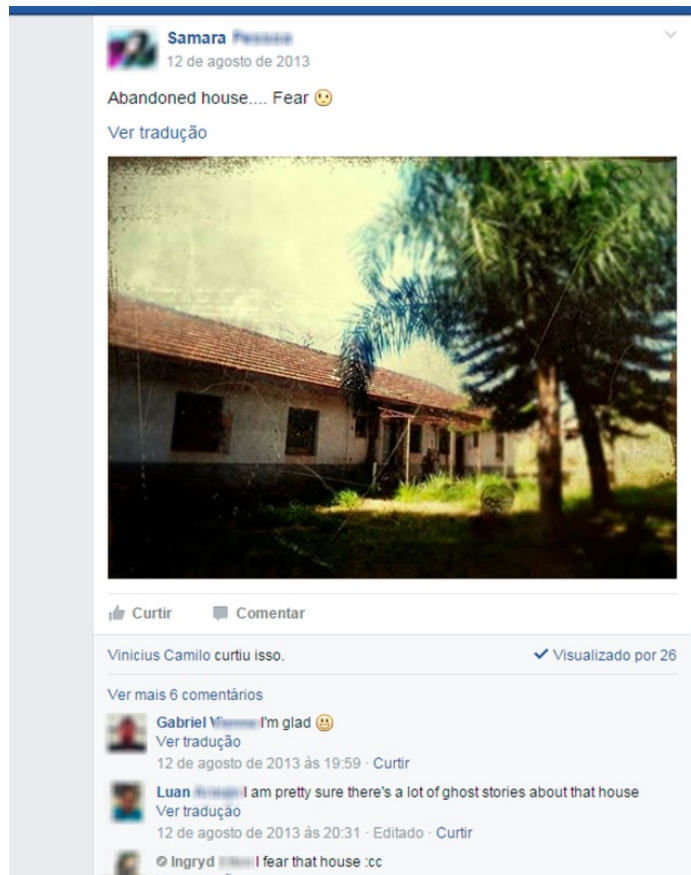 Samara
12 de agosto de 2013
Abandoned house.... Fear
Ver tradução
Curtir Comentar
Vinicius Camilo curtiu isso. Visualizado por 26
Ver mais 6 comentários
Gabriel I'm glad
Ver tradução
12 de agosto de 2013 às 19:59 · Curtir
Luan I am pretty sure there's a lot of ghost stories about that house
Ver tradução
12 de agosto de 2013 às 20:31 · Editado · Curtir
Ingryd I fear that house :cc